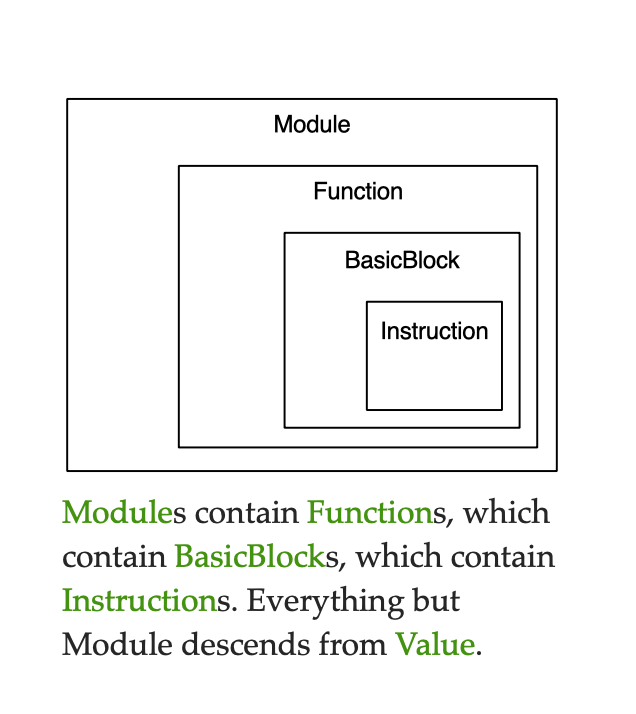 Module
Function
BasicBlock
Instruction
Modules contain Functions, which
contain BasicBlocks, which contain
Instructions. Everything but
Module descends from Value.